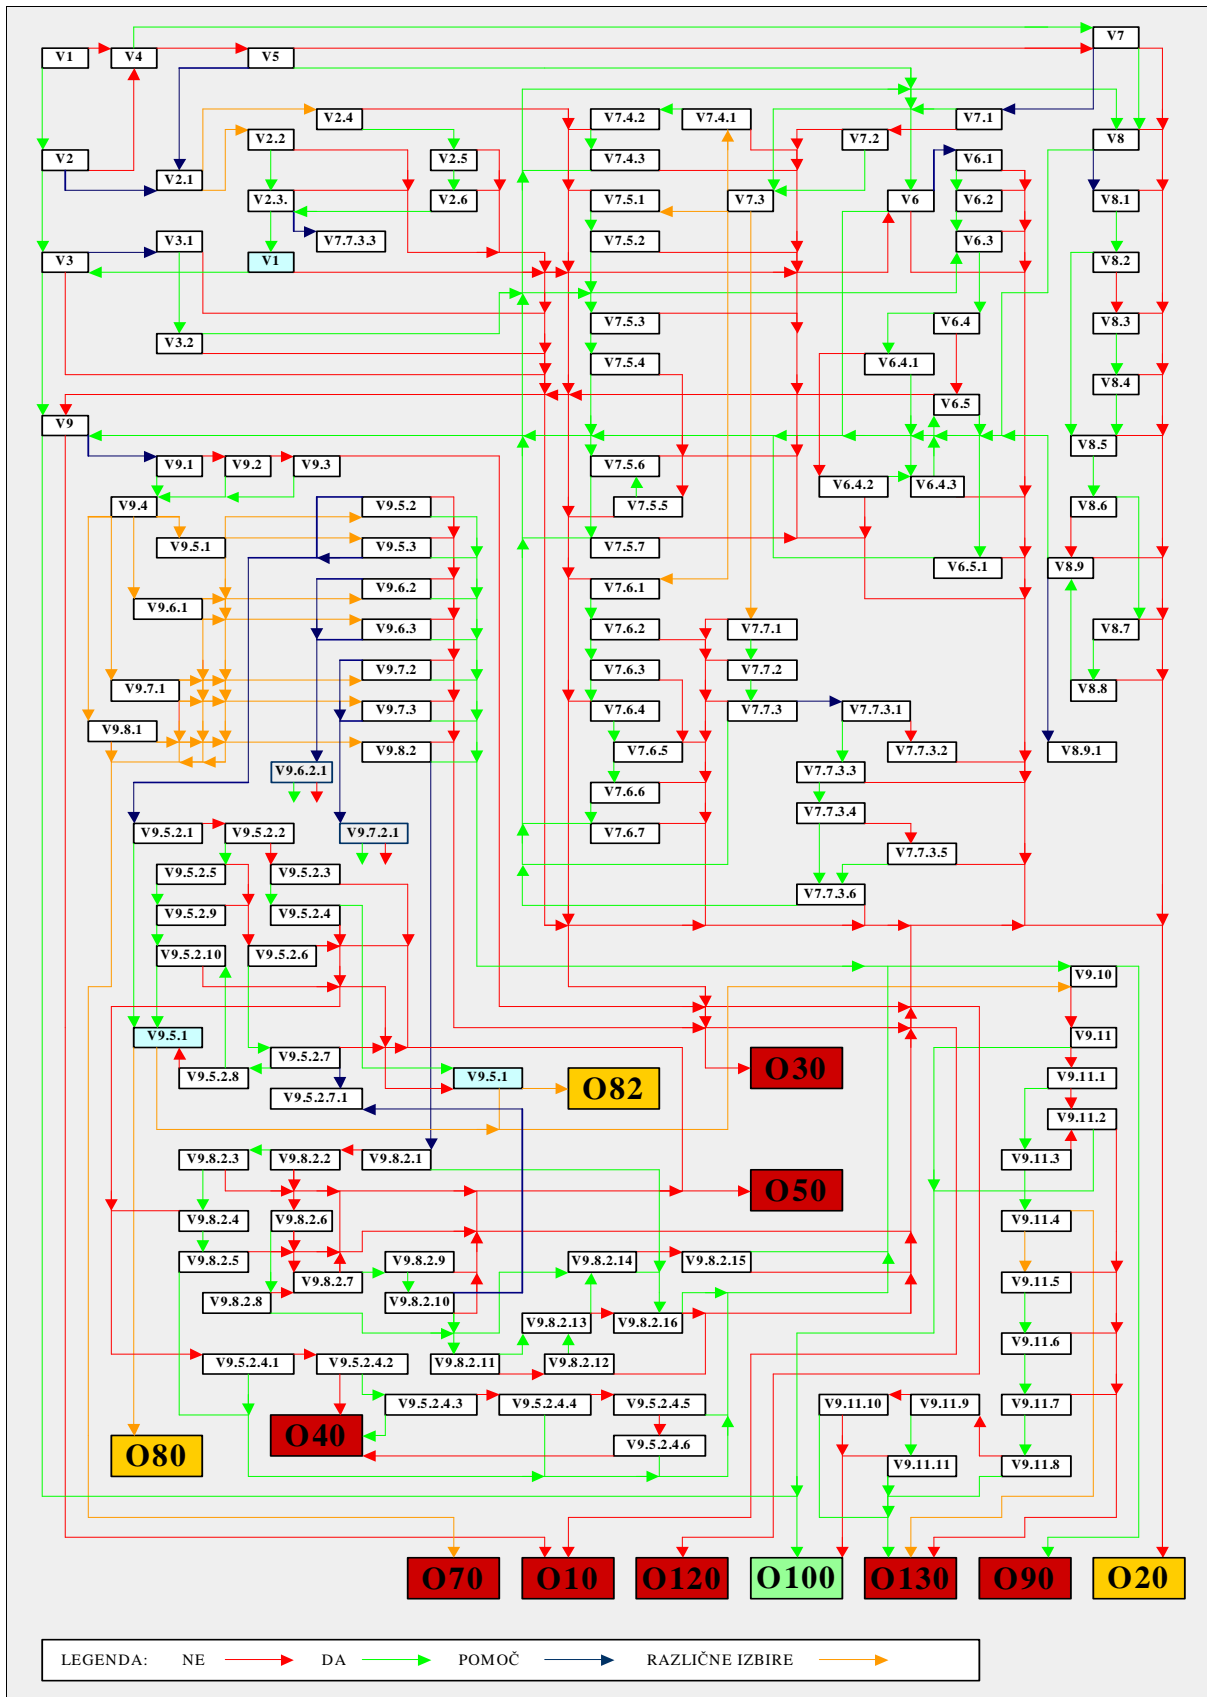 V7
V1 V4 V5
V2.4 V7.4.2 V7.4.1 V7.1
V2.2 V7.2 V8
V2 V2.5 V7.4.3 V6.1
V2.1
V2.3. V2.6 V7.5.1 V7.3 V6 V6.2 V8.1
V3.1 V7.7.3.3 V7.5.2 V6.3
V3 V1 V8.2
V7.5.3 V6.4 V8.3
V3.2
V7.5.4 V6.4.1
V8.4
V6.5
V9
V8.5
V9.1 V9.2 V9.3 V7.5.6
V6.4.2 V6.4.3
V9.4 V9.5.2 V7.5.5 V8.6
V9.5.1 V9.5.3 V7.5.7
V6.5.1 V8.9
V9.6.2 V7.6.1
V9.6.1
V9.6.3 V7.6.2 V7.7.1 V8.7
V9.7.2 V7.6.3 V7.7.2
V9.7.1 V8.8
V9.7.3 V7.6.4 V7.7.3 V7.7.3.1
V9.8.1
V9.8.2 V7.6.5 V7.7.3.2 V8.9.1
V9.6.2.1 V7.7.3.3
V7.6.6
V7.7.3.4
V9.5.2.1 V9.5.2.2 V9.7.2.1 V7.6.7
V7.7.3.5
V9.5.2.5 V9.5.2.3
V7.7.3.6
V9.5.2.9 V9.5.2.4
V9.5.2.10 V9.5.2.6
V9.10
V9.5.1 V9.11
V9.5.2.7
O30
V9.5.2.8 V9.5.1 V9.11.1
O82
V9.5.2.7.1
V9.11.2
V9.8.2.3 V9.8.2.2 V9.8.2.1 V9.11.3
O50
V9.8.2.4 V9.8.2.6 V9.11.4
V9.8.2.5 V9.8.2.9 V9.8.2.14 V9.8.2.15
V9.8.2.7 V9.11.5
V9.8.2.8 V9.8.2.10
V9.8.2.13 V9.8.2.16
V9.11.6
V9.5.2.4.1 V9.5.2.4.2 V9.8.2.11 V9.8.2.12
V9.5.2.4.3 V9.5.2.4.4 V9.5.2.4.5 V9.11.10 V9.11.9 V9.11.7
O40
V9.5.2.4.6
O80
V9.11.11 V9.11.8
O70 O10 O120 O100 O130 O90 O20
LEGENDA: NE DA POMOČ RAZLIČNE IZBIRE